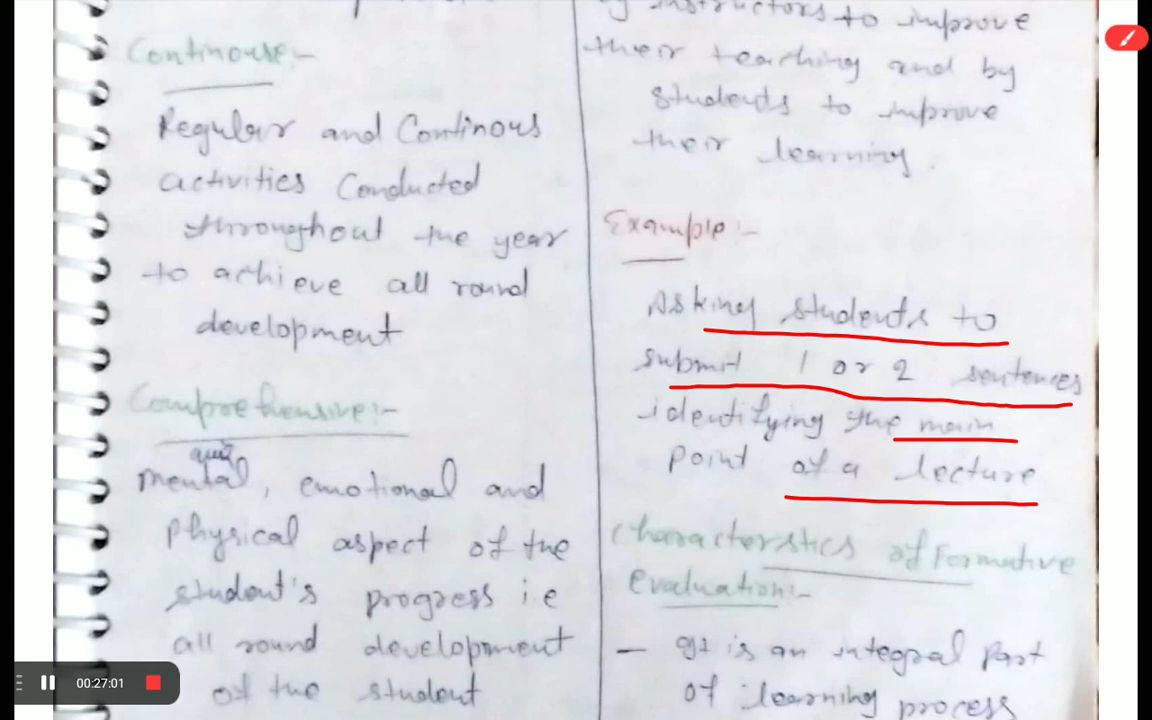 Continouse:-
Regular and Continous
activities Conducted
throughout the year
to achieve all round
development
Comprehensive:-
quiz
mental, emotional and
physical aspect of the
student's progress i.e
all round development
of the student
instructors to improve
their teaching and by
students to improve
their learning.
Example:-
Asking students to
submit 1 or 2 sentences
identifying the main
point of a lecture
Characterstics of Formative
Evaluation:-
- It is an integral part
of learning process
00:27:01